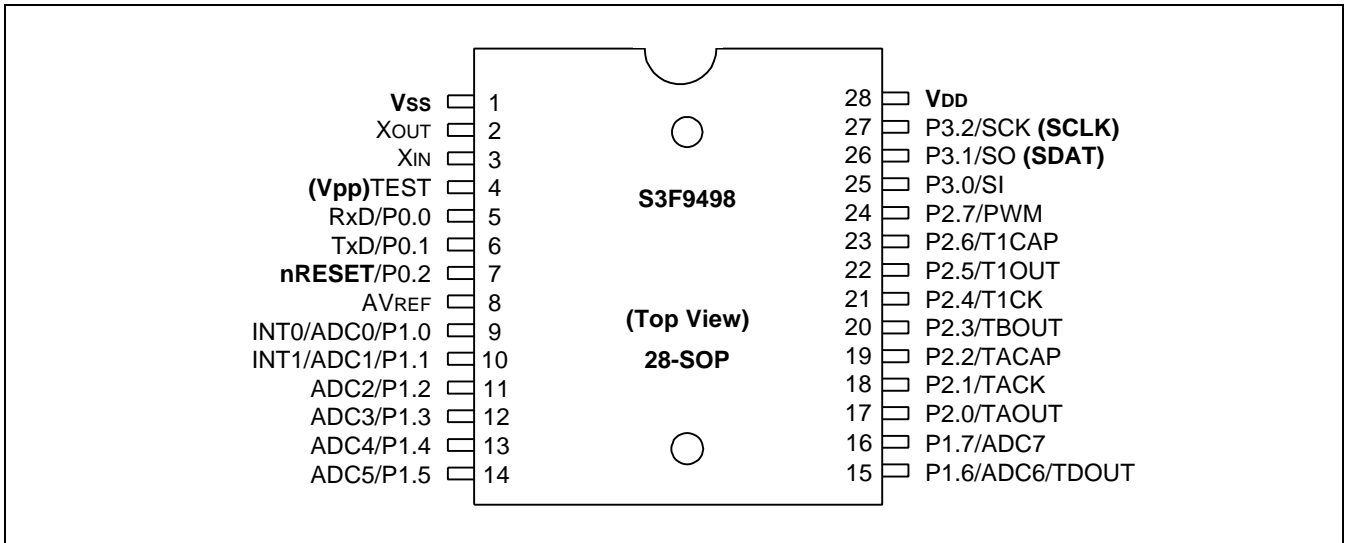 VSS 1
XOUT 2
XIN 3
(Vpp)TEST 4
RxD/P0.0 5
TxD/P0.1 6
nRESET/P0.2 7
AVREF 8
INT0/ADC0/P1.0 9
INT1/ADC1/P1.1 10
ADC2/P1.2 11
ADC3/P1.3 12
ADC4/P1.4 13
ADC5/P1.5 14
S3F9498
(Top View)
28-SOP
28 VDD
27 P3.2/SCK (SCLK)
26 P3.1/SO (SDAT)
25 P3.0/SI
24 P2.7/PWM
23 P2.6/T1CAP
22 P2.5/T1OUT
21 P2.4/T1CK
20 P2.3/TBOUT
19 P2.2/TACAP
18 P2.1/TACK
17 P2.0/TAOUT
16 P1.7/ADC7
15 P1.6/ADC6/TDOUT